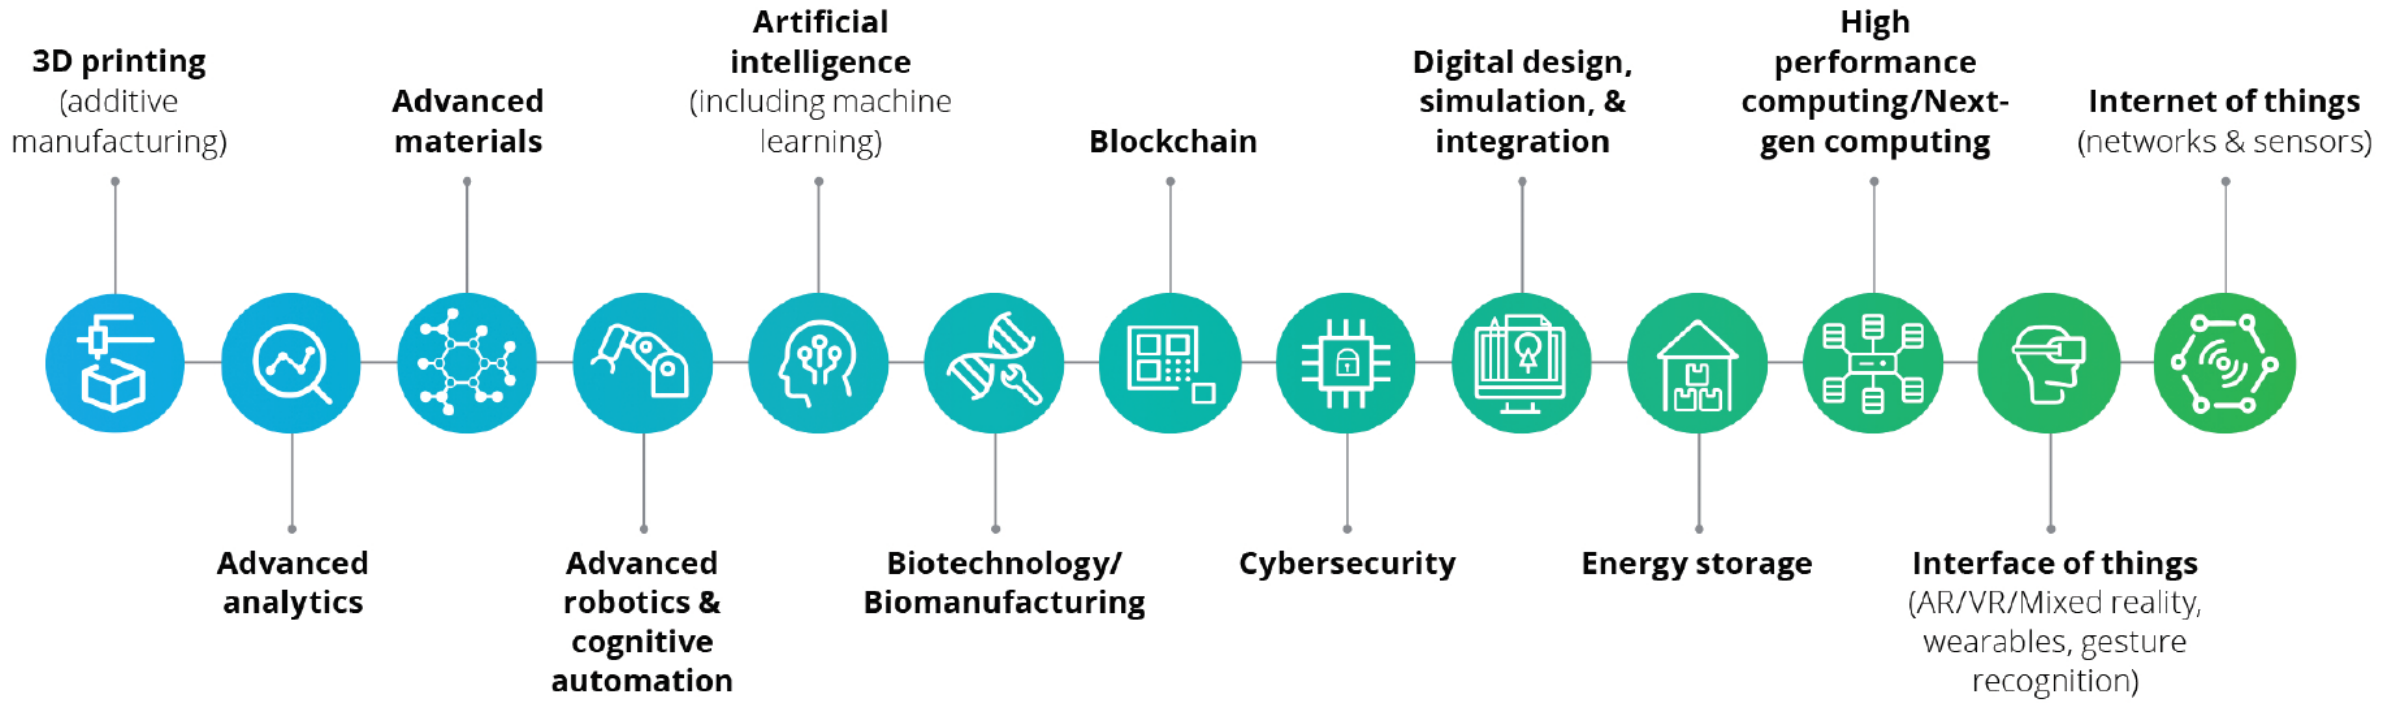 3D printing
(additive
manufacturing)
Advanced
analytics
Advanced
materials
Advanced
robotics &
cognitive
automation
Artificial
intelligence
(including machine
learning)
Biotechnology/
Biomanufacturing
Blockchain
Cybersecurity
Digital design,
simulation, &
integration
Energy storage
High
performance
computing/Next-
gen computing
Interface of things
(AR/VR/Mixed reality,
wearables, gesture
recognition)
Internet of things
(networks & sensors)